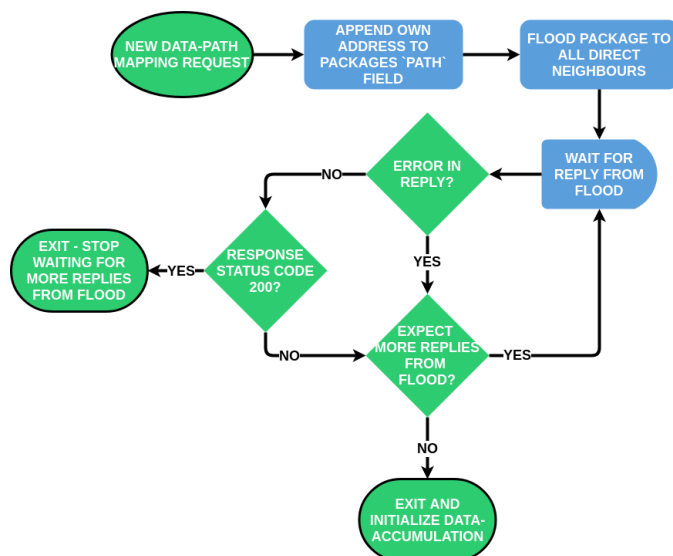 NEW DATA-PATH
MAPPING REQUEST
APPEND OWN
ADDRESS TO
PACKAGES `PATH`
FIELD
FLOOD PACKAGE TO
ALL DIRECT
NEIGHBOURS
WAIT FOR
REPLY FROM
FLOOD
ERROR IN
REPLY?
NO
YES
RESPONSE
STATUS CODE
200?
YES
EXIT - STOP
WAITING FOR
MORE REPLIES
FROM FLOOD
NO
EXPECT
MORE REPLIES
FROM
FLOOD?
YES
NO
EXIT AND
INITIALIZE DATA-
ACCUMULATION